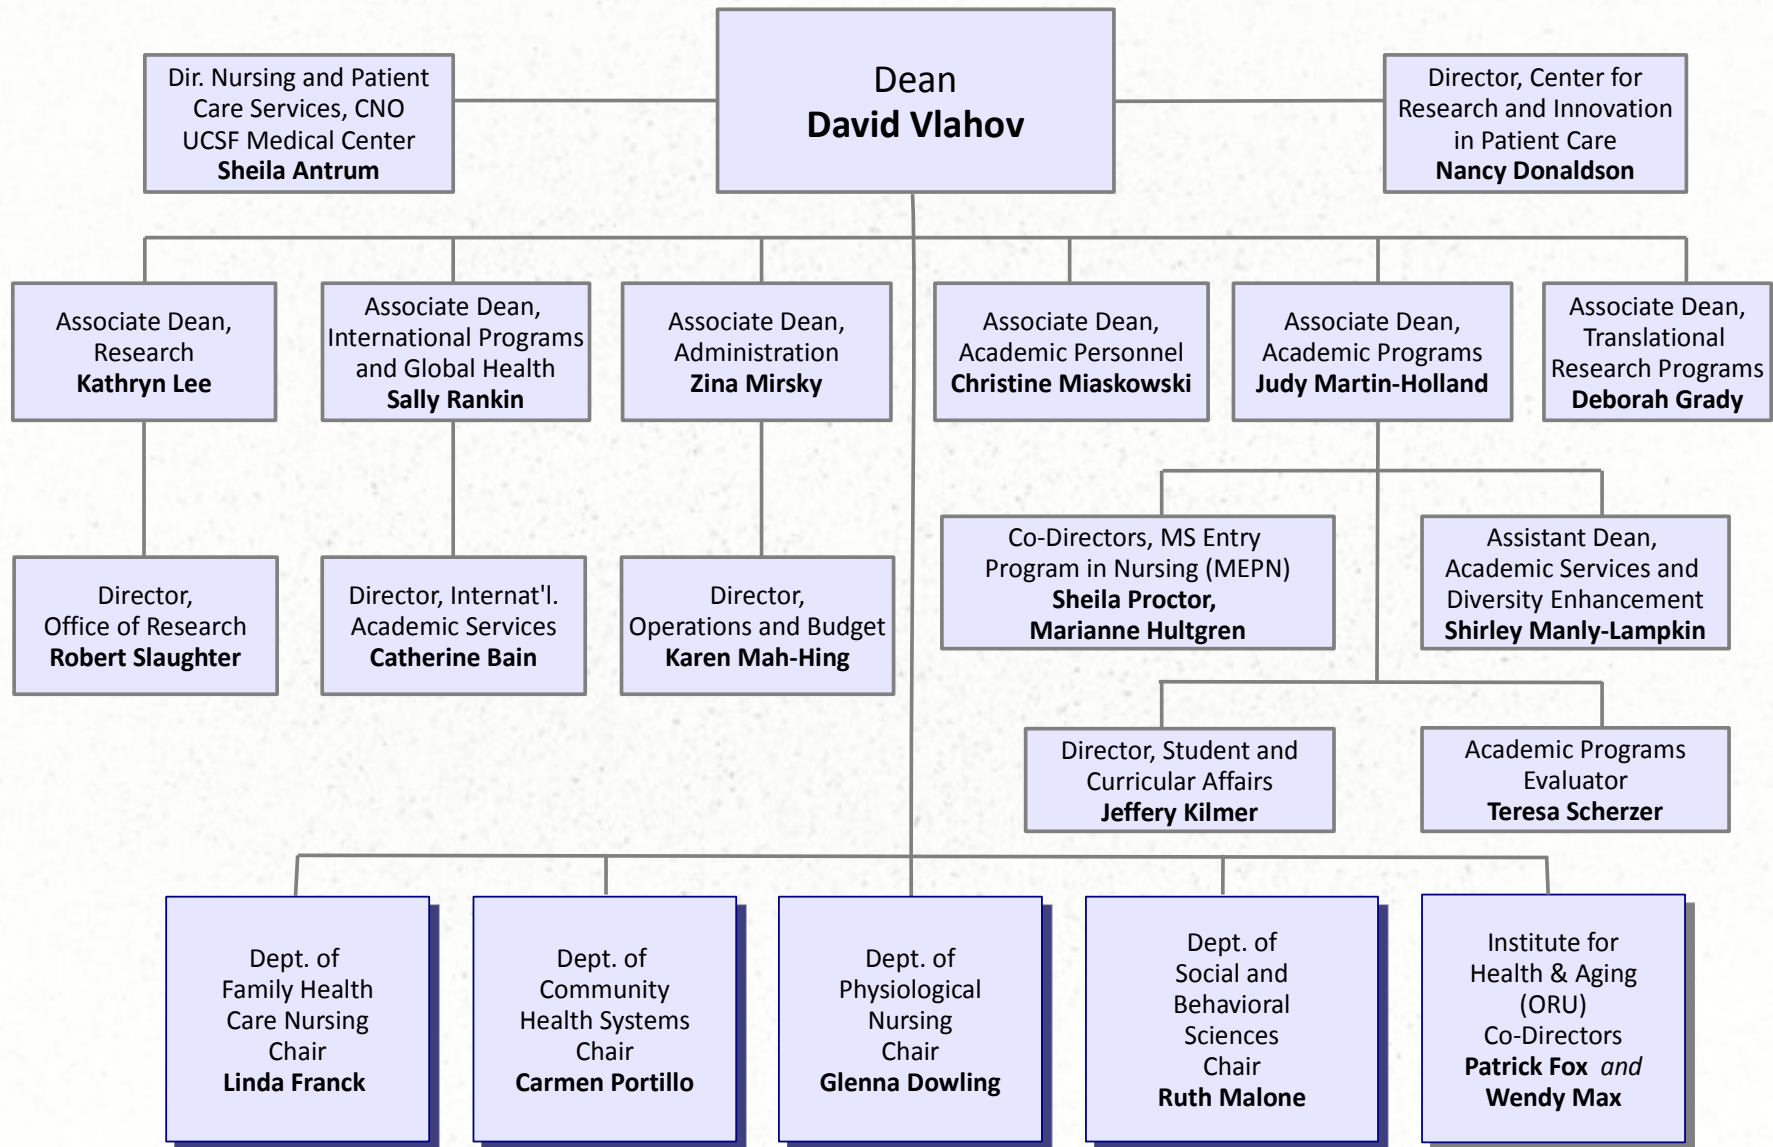 Dean
David Vlahov
Dir. Nursing and Patient
Care Services, CNO
UCSF Medical Center
Sheila Antrum
Director, Center for
Research and Innovation
in Patient Care
Nancy Donaldson
Associate Dean,
Research
Kathryn Lee
Associate Dean,
International Programs
and Global Health
Sally Rankin
Associate Dean,
Administration
Zina Mirsky
Associate Dean,
Academic Personnel
Christine Miaskowski
Associate Dean,
Academic Programs
Judy Martin-Holland
Associate Dean,
Translational
Research Programs
Deborah Grady
Director,
Office of Research
Robert Slaughter
Director, Internat'l.
Academic Services
Catherine Bain
Director,
Operations and Budget
Karen Mah-Hing
Co-Directors, MS Entry
Program in Nursing (MEPN)
Sheila Proctor,
Marianne Hultgren
Assistant Dean,
Academic Services and
Diversity Enhancement
Shirley Manly-Lampkin
Director, Student and
Curricular Affairs
Jeffery Kilmer
Academic Programs
Evaluator
Teresa Scherzer
Dept. of
Family Health
Care Nursing
Chair
Linda Franck
Dept. of
Community
Health Systems
Chair
Carmen Portillo
Dept. of
Physiological
Nursing
Chair
Glenna Dowling
Dept. of
Social and
Behavioral
Sciences
Chair
Ruth Malone
Institute for
Health & Aging
(ORU)
Co-Directors
Patrick Fox and
Wendy Max